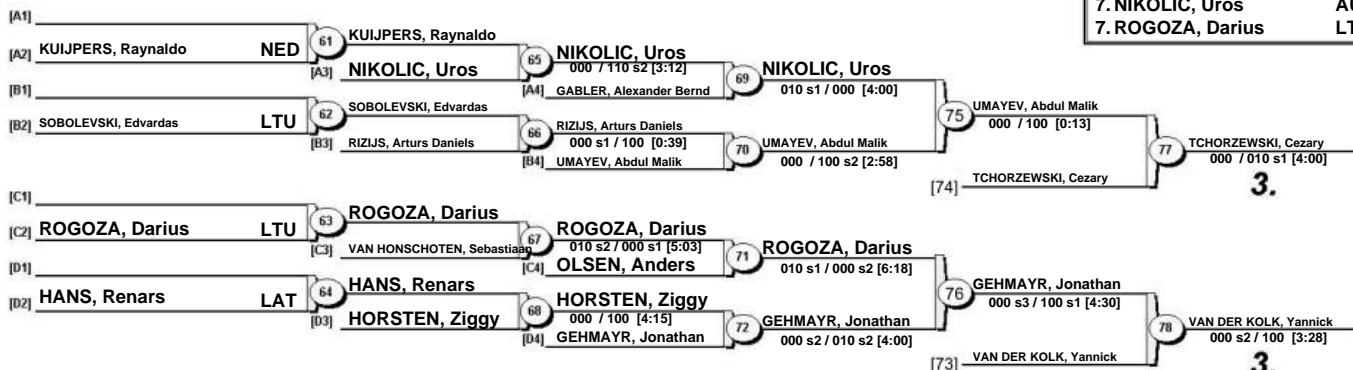 7. NIKOLIC, Uros
7. ROGOZA, Darius
[A1]
[A2] KUIJPERS, Raynaldo NED
61
KUIJPERS, Raynaldo
[A3] NIKOLIC, Uros
65
NIKOLIC, Uros
000 / 110 s2 [3:12]
[A4] GABLER, Alexander Bernd
69
NIKOLIC, Uros
010 s1 / 000 [4:00]
[B1]
[B2] SOBOLEVSKI, Edvardas LTU
62
SOBOLEVSKI, Edvardas
[B3] RIZIJS, Arturs Daniels
66
RIZIJS, Arturs Daniels
000 s1 / 100 [0:39]
[B4] UMAYEV, Abdul Malik
70
UMAYEV, Abdul Malik
000 / 100 s2 [2:58]
75
UMAYEV, Abdul Malik
000 / 100 [0:13]
[74] TCHORZEWSKI, Cezary
77
TCHORZEWSKI, Cezary
000 / 010 s1 [4:00]
3.
[C1]
[C2] ROGOZA, Darius LTU
63
ROGOZA, Darius
[C3] VAN HONSCHOTEN, Sebastiaan
67
ROGOZA, Darius
010 s2 / 000 s1 [5:03]
[C4] OLSEN, Anders
71
ROGOZA, Darius
010 s1 / 000 s2 [6:18]
[D1]
[D2] HANS, Renars LAT
64
HANS, Renars
[D3] HORSTEN, Ziggy
68
HORSTEN, Ziggy
000 / 100 [4:15]
[D4] GEHMAYR, Jonathan
72
GEHMAYR, Jonathan
000 s2 / 010 s2 [4:00]
76
GEHMAYR, Jonathan
000 s3 / 100 s1 [4:30]
[73] VAN DER KOLK, Yannick
78
VAN DER KOLK, Yannick
000 s2 / 100 [3:28]
3.